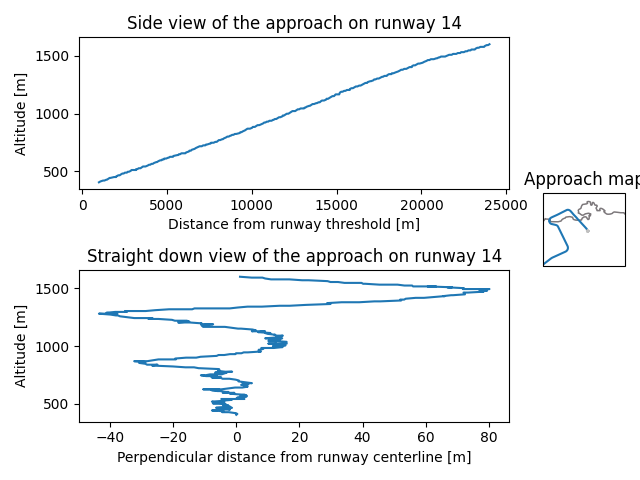 Side view of the approach on runway 14
Altitude [m]
1500
1000
500
0 5000 10000 15000 20000 25000
Distance from runway threshold [m]
Approach map
Straight down view of the approach on runway 14
Altitude [m]
1500
1000
500
−40 −20 0 20 40 60 80
Perpendicular distance from runway centerline [m]